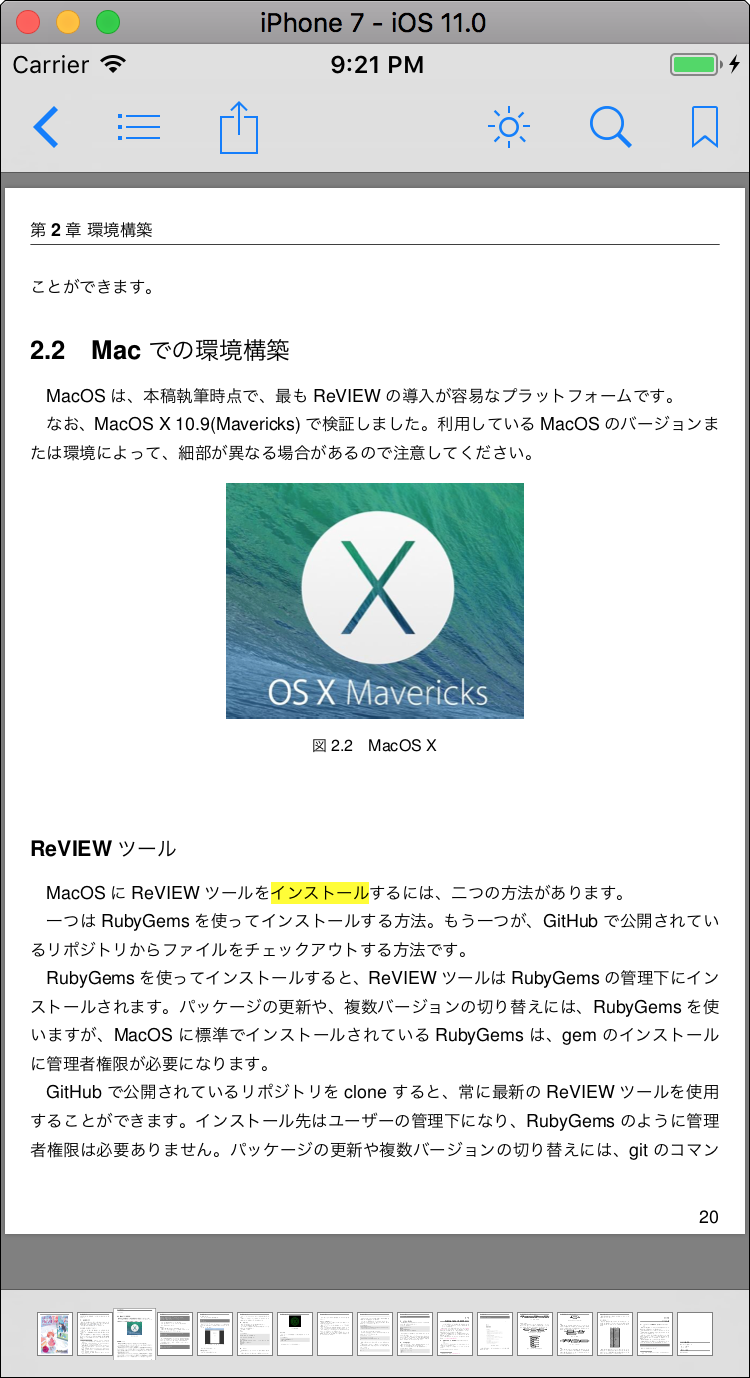 iPhone 7 - iOS 11.0
Carrier 9:21 PM
第 2 章 環境構築
ことができます。
2.2 Mac での環境構築
MacOS は、本稿執筆時点で、最も ReVIEW の導入が容易なプラットフォームです。
なお、MacOS X 10.9(Mavericks) で検証しました。利用している MacOS のバージョンま
たは環境によって、細部が異なる場合があるので注意してください。
X
OS X Mavericks
図 2.2 MacOS X
ReVIEW ツール
MacOS に ReVIEW ツールをインストールするには、二つの方法があります。
一つは RubyGems を使ってインストールする方法。もう一つが、GitHub で公開されてい
るリポジトリからファイルをチェックアウトする方法です。
RubyGems を使ってインストールすると、ReVIEW ツールは RubyGems の管理下にイン
ストールされます。パッケージの更新や、複数バージョンの切り替えには、RubyGems を使
いますが、MacOS に標準でインストールされている RubyGems は、gem のインストール
に管理者権限が必要になります。
GitHub で公開されているリポジトリを clone すると、常に最新の ReVIEW ツールを使用
することができます。インストール先はユーザーの管理下になり、RubyGems のように管理
者権限は必要ありません。パッケージの更新や複数バージョンの切り替えには、git のコマン
20